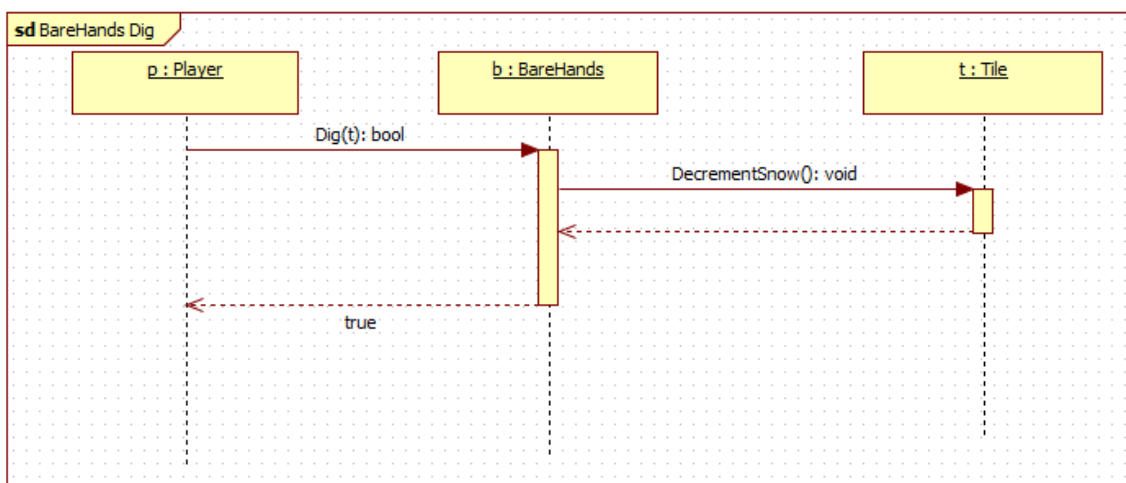 sd BareHands Dig
p : Player
b : BareHands
t : Tile
Dig(t): bool
DecrementSnow(): void
true